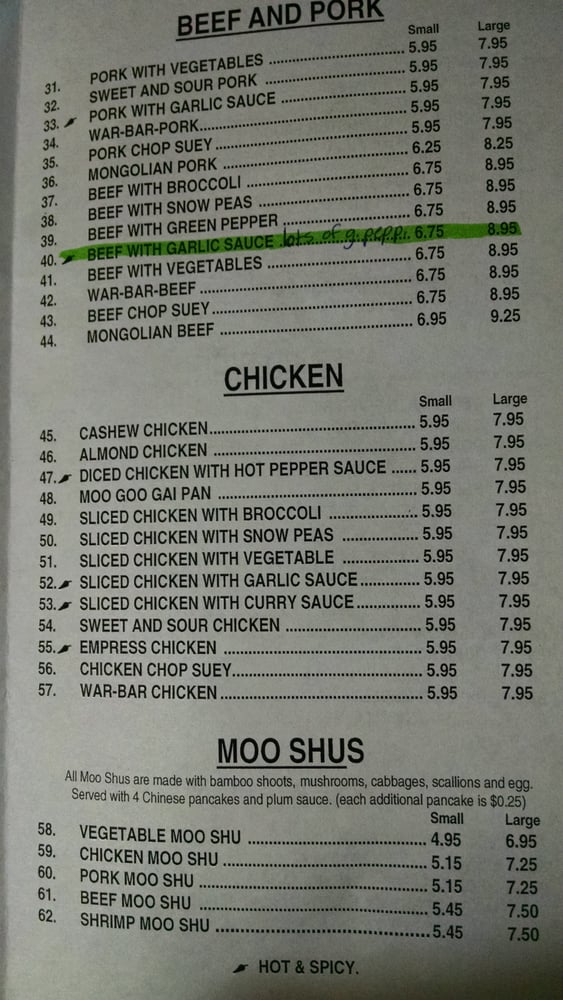 BEEF AND PORK
Small Large
31. PORK WITH VEGETABLES 5.95 7.95
32. SWEET AND SOUR PORK 5.95 7.95
33. PORK WITH GARLIC SAUCE 5.95 7.95
34. WAR-BAR-PORK 5.95 7.95
35. PORK CHOP SUEY 5.95 7.95
36. MONGOLIAN PORK 6.25 8.25
37. BEEF WITH BROCCOLI 6.75 8.95
38. BEEF WITH SNOW PEAS 6.75 8.95
39. BEEF WITH GREEN PEPPER 6.75 8.95
40. BEEF WITH GARLIC SAUCE lots of g. pepp. 6.75 8.95
41. BEEF WITH VEGETABLES 6.75 8.95
42. WAR-BAR-BEEF 6.75 8.95
43. BEEF CHOP SUEY 6.75 8.95
44. MONGOLIAN BEEF 6.95 9.25
CHICKEN
Small Large
45. CASHEW CHICKEN 5.95 7.95
46. ALMOND CHICKEN 5.95 7.95
47. DICED CHICKEN WITH HOT PEPPER SAUCE 5.95 7.95
48. MOO GOO GAI PAN 5.95 7.95
49. SLICED CHICKEN WITH BROCCOLI 5.95 7.95
50. SLICED CHICKEN WITH SNOW PEAS 5.95 7.95
51. SLICED CHICKEN WITH VEGETABLE 5.95 7.95
52. SLICED CHICKEN WITH GARLIC SAUCE 5.95 7.95
53. SLICED CHICKEN WITH CURRY SAUCE 5.95 7.95
54. SWEET AND SOUR CHICKEN 5.95 7.95
55. EMPRESS CHICKEN 5.95 7.95
56. CHICKEN CHOP SUEY 5.95 7.95
57. WAR-BAR CHICKEN 5.95 7.95
MOO SHUS
All Moo Shus are made with bamboo shoots, mushrooms, cabbages, scallions and egg.
Served with 4 Chinese pancakes and plum sauce. (each additional pancake is $0.25)
Small Large
58. VEGETABLE MOO SHU 4.95 6.95
59. CHICKEN MOO SHU 5.15 7.25
60. PORK MOO SHU 5.15 7.25
61. BEEF MOO SHU 5.45 7.50
62. SHRIMP MOO SHU 5.45 7.50
HOT & SPICY.